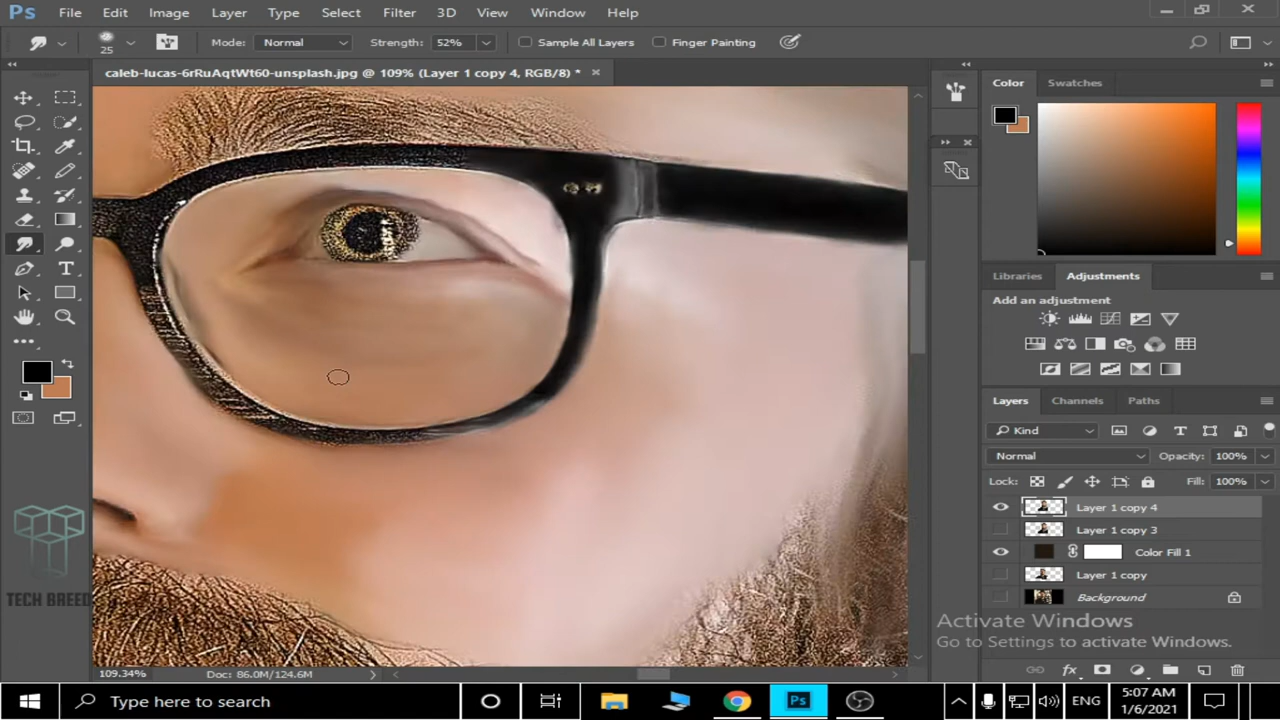 Ps File Edit Image Layer Type Select Filter 3D View Window Help
25 Mode: Normal Strength: 52% Sample All Layers Finger Painting
caleb-lucas-6rRuAqtWt60-unsplash.jpg @ 109% (Layer 1 copy 4, RGB/8) *
Color Swatches
Libraries Adjustments
Add an adjustment
Layers Channels Paths
Kind
Normal Opacity: 100%
Lock: Fill: 100%
Layer 1 copy 4
Layer 1 copy 3
Color Fill 1
Layer 1 copy
Background
TECH BREED
Activate Windows
Go to Settings to activate Windows.
109.34% Doc: 86.0M/124.6M
Type here to search
Ps
ENG
5:07 AM
1/6/2021